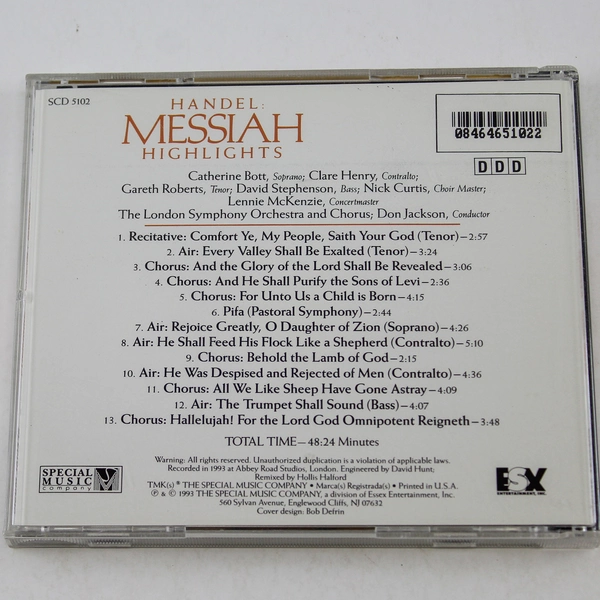 SCD 5102
HANDEL:
MESSIAH
HIGHLIGHTS
08464651022
DDD
Catherine Bott, Soprano; Clare Henry, Contralto;
Gareth Roberts, Tenor; David Stephenson, Bass; Nick Curtis, Choir Master;
Lennie McKenzie, Concertmaster
The London Symphony Orchestra and Chorus; Don Jackson, Conductor
1. Recitative: Comfort Ye, My People, Saith Your God (Tenor)–2:57
2. Air: Every Valley Shall Be Exalted (Tenor)–3:24
3. Chorus: And the Glory of the Lord Shall Be Revealed–3:06
4. Chorus: And He Shall Purify the Sons of Levi–2:36
5. Chorus: For Unto Us a Child is Born–4:15
6. Pifa (Pastoral Symphony)–2:44
7. Air: Rejoice Greatly, O Daughter of Zion (Soprano)–4:26
8. Air: He Shall Feed His Flock Like a Shepherd (Contralto)–5:10
9. Chorus: Behold the Lamb of God–2:15
10. Air: He Was Despised and Rejected of Men (Contralto)–4:36
11. Chorus: All We Like Sheep Have Gone Astray–4:09
12. Air: The Trumpet Shall Sound (Bass)–4:07
13. Chorus: Hallelujah! For the Lord God Omnipotent Reigneth–3:48
TOTAL TIME–48:24 Minutes
Warning: All rights reserved. Unauthorized duplication is a violation of applicable laws.
Recorded in 1993 at Abbey Road Studios, London. Engineered by David Hunt;
Remixed by Hollis Halford
TMK(s) ® THE SPECIAL MUSIC COMPANY • Marca(s) Registrada(s) • Printed in U.S.A.
℗ & © 1993 THE SPECIAL MUSIC COMPANY, a division of Essex Entertainment, Inc.
560 Sylvan Avenue, Englewood Cliffs, NJ 07632
Cover design: Bob Defrin
SPECIAL
MUSIC
company
ESX
ENTERTAINMENT, INC.